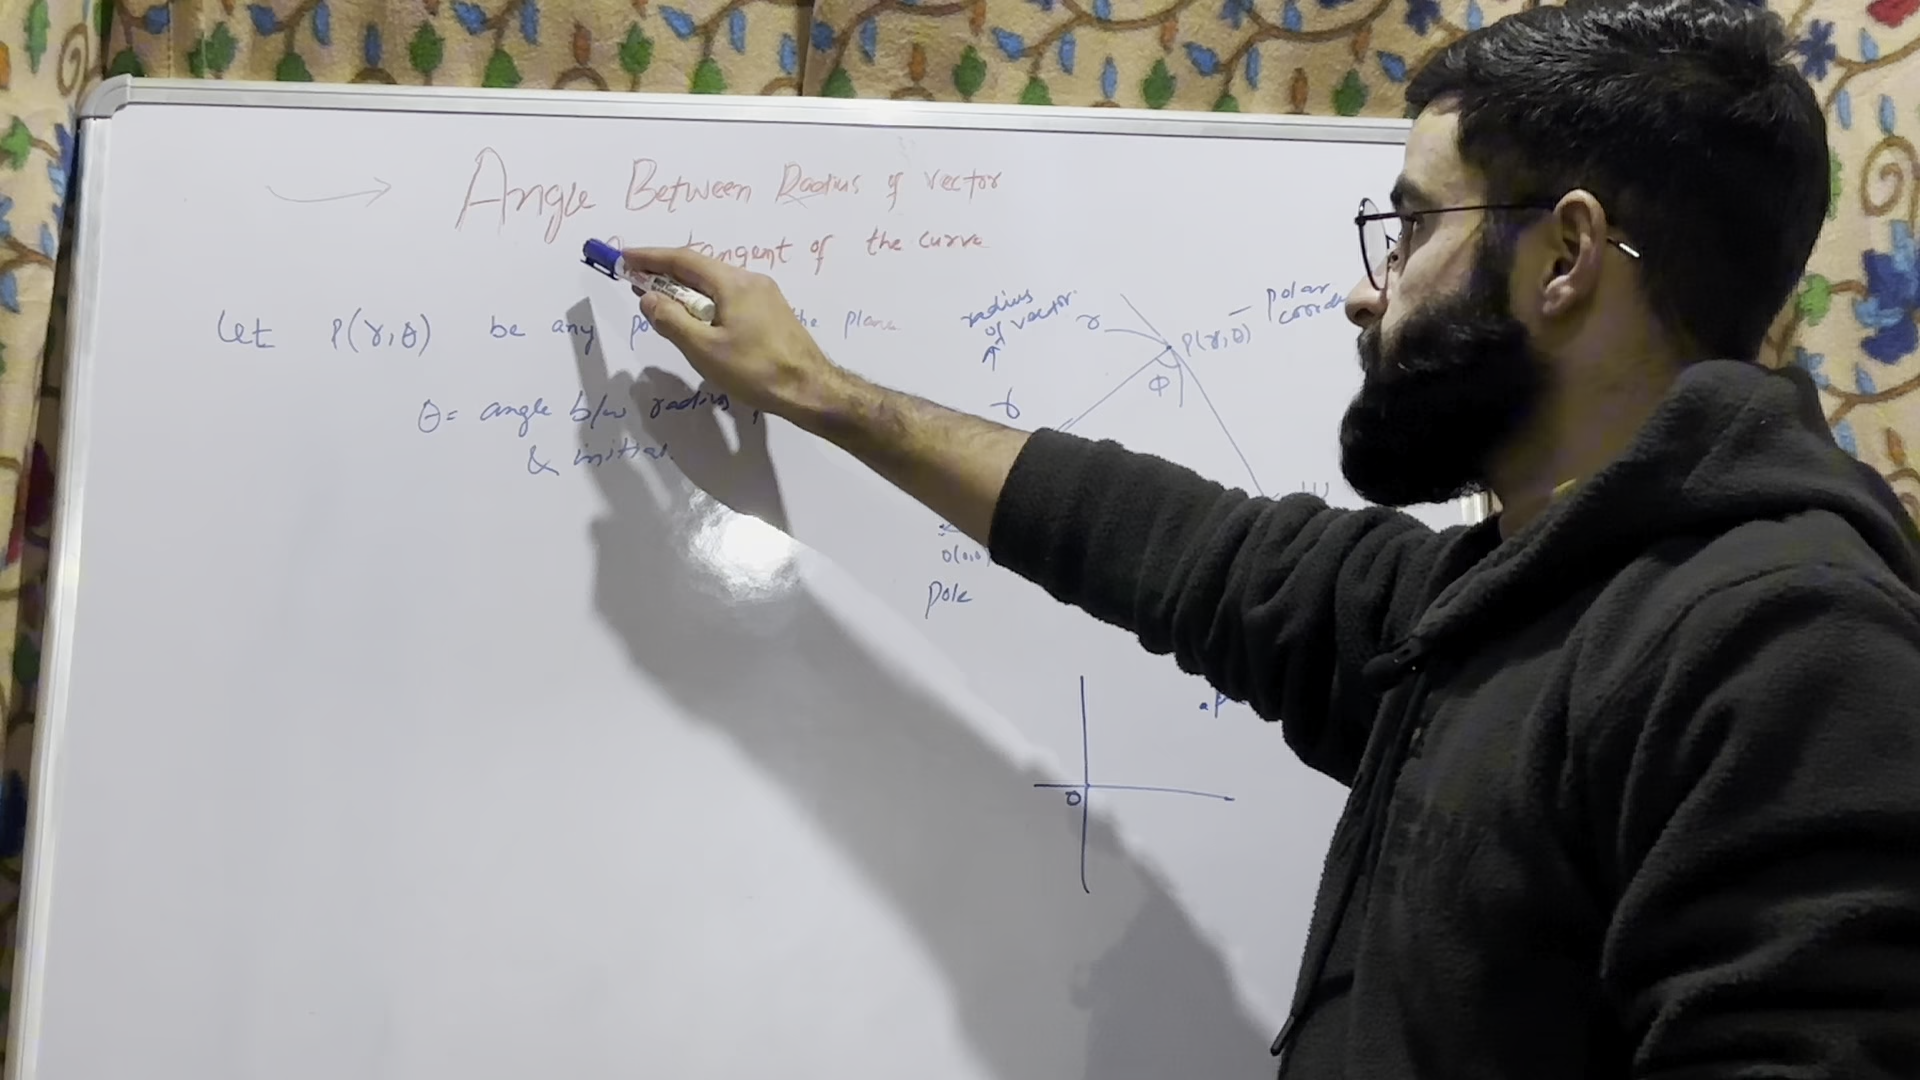 Angle Between Radius of vector
tangent of the curve
Let P(r,θ) be any the plane
θ= angle b/w radius
& initial
radius
of vector
r
P(r,θ)
polar
ϕ
r
O(0,0)
pole
O